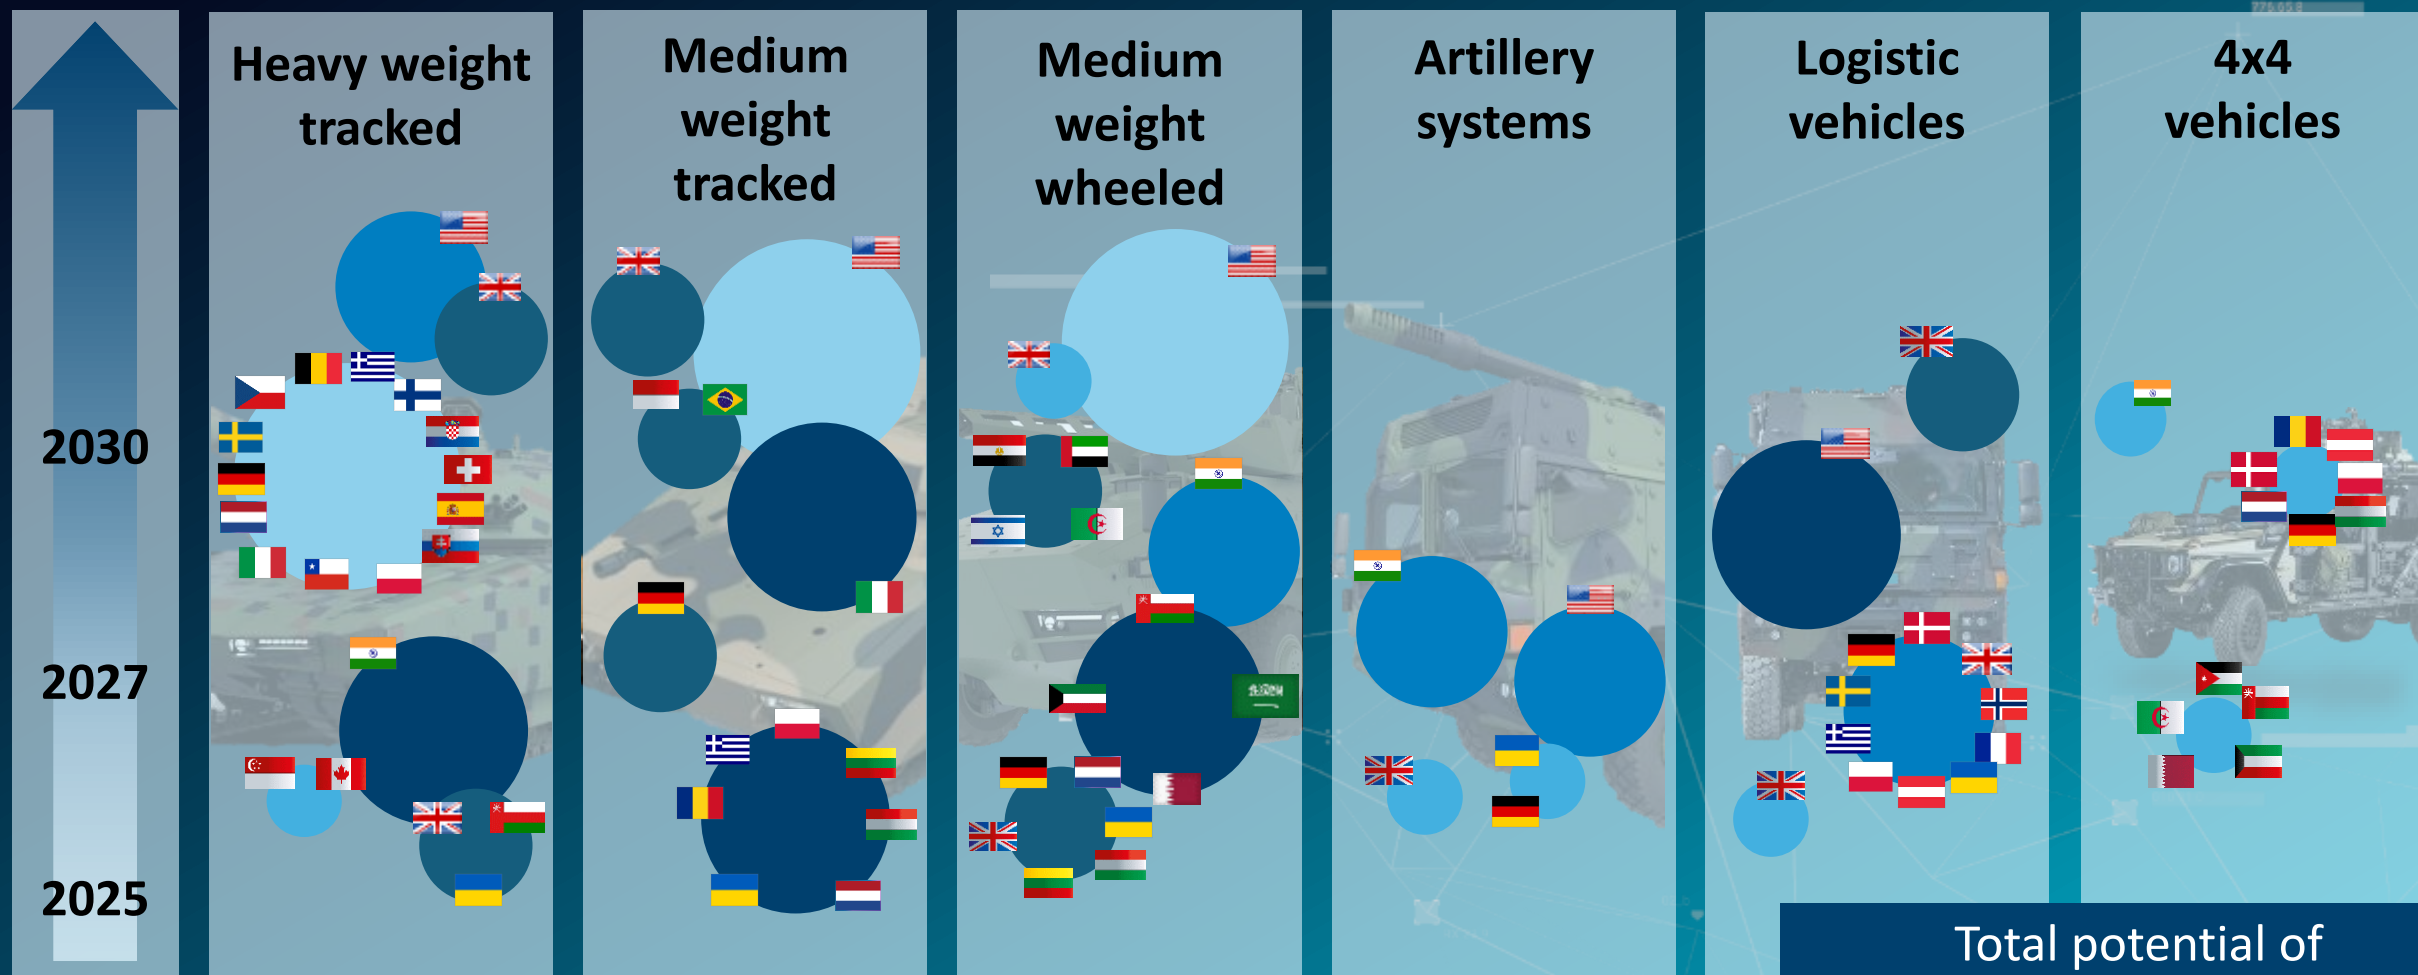 Heavy weight
tracked
Medium
weight
tracked
Medium
weight
wheeled
Artillery
systems
Logistic
vehicles
4x4
vehicles
2030
2027
2025
Total potential of